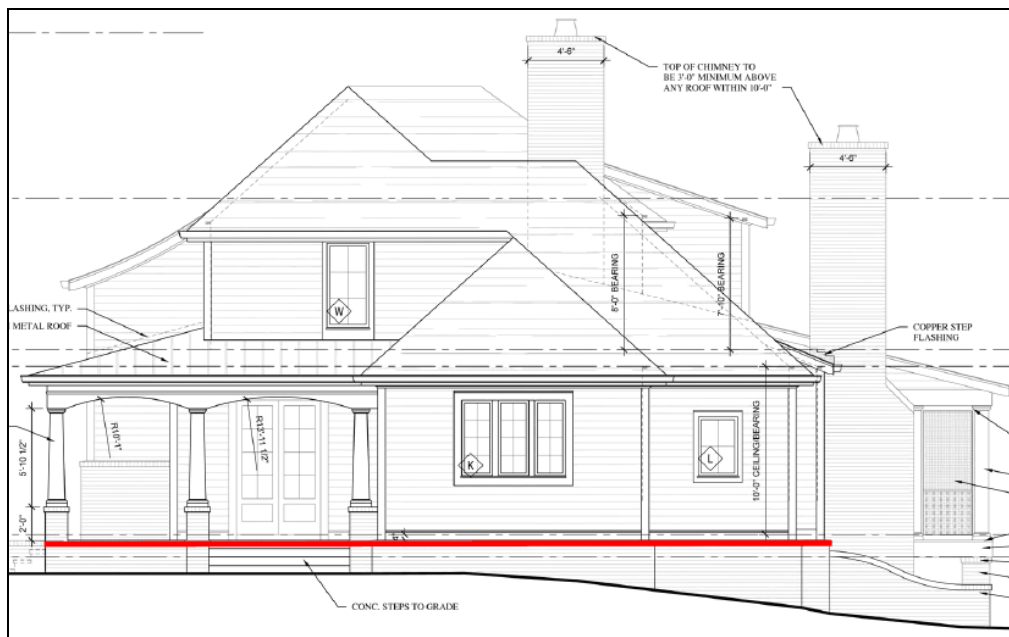 4'-6"
TOP OF CHIMNEY TO
BE 3'-0" MINIMUM ABOVE
ANY ROOF WITHIN 10'-0"
4'-6"
8'-0" BEARING
7'-10" BEARING
W
LASHING, TYP.
METAL ROOF
COPPER STEP
FLASHING
R10'-1"
R13'-11 1/2"
5'-10 1/2"
K
L
10'-0" CEILING/BEARING
2'-0"
CONC. STEPS TO GRADE